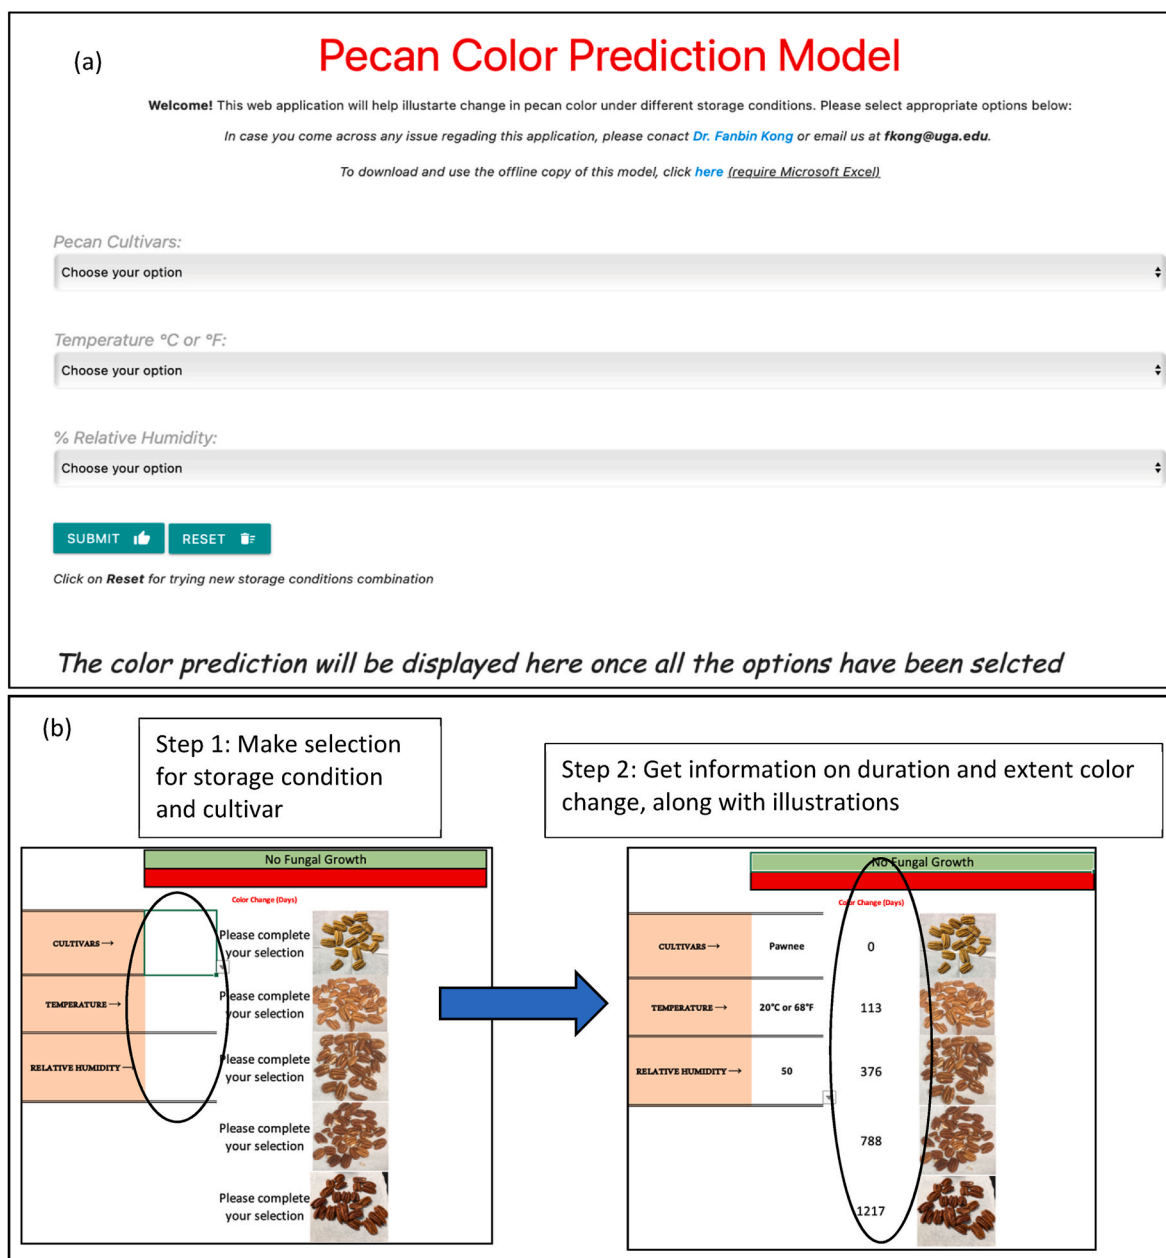 (a)
Pecan Color Prediction Model
Welcome! This web application will help illustarte change in pecan color under different storage conditions. Please select appropriate options below:
In case you come across any issue regading this application, please conact Dr. Fanbin Kong or email us at fkong@uga.edu.
To download and use the offline copy of this model, click here (require Microsoft Excel)
Pecan Cultivars:
Choose your option
Temperature °C or °F:
Choose your option
% Relative Humidity:
Choose your option
SUBMIT
RESET
Click on Reset for trying new storage conditions combination
The color prediction will be displayed here once all the options have been selcted
(b)
Step 1: Make selection
for storage condition
and cultivar
Step 2: Get information on duration and extent color
change, along with illustrations
No Fungal Growth
Color Change (Days)
CULTIVARS →
Please complete
your selection
TEMPERATURE →
Please complete
your selection
RELATIVE HUMIDITY →
Please complete
your selection
Please complete
your selection
Please complete
your selection
No Fungal Growth
Color Change (Days)
CULTIVARS → Pawnee 0
TEMPERATURE → 20°C or 68°F 113
RELATIVE HUMIDITY → 50 376
788
1217